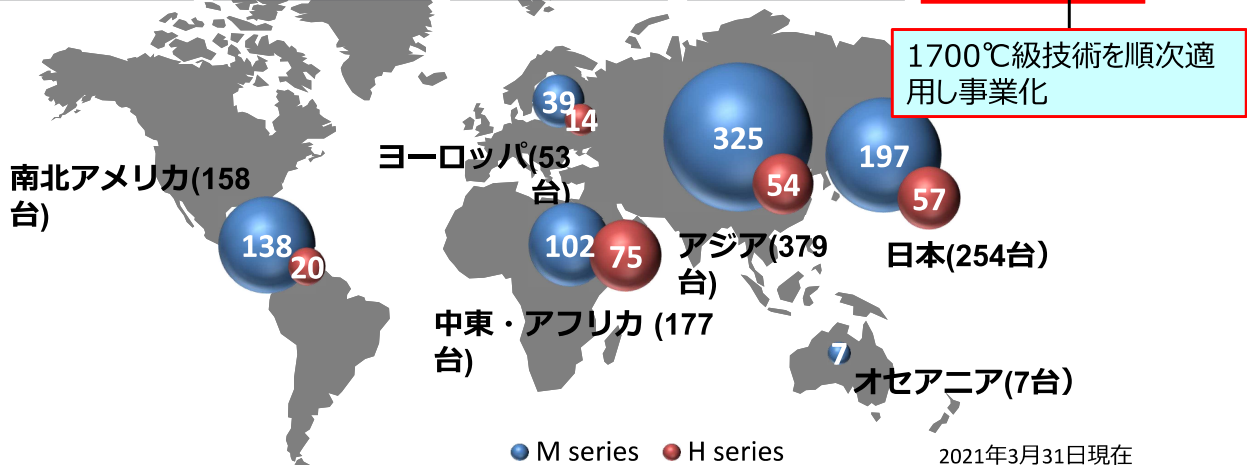 1700℃級技術を順次適
用し事業化
39
14
325
197
ヨーロッパ(53
台)
南北アメリカ(158
台)
54
57
138
20
102
75
アジア(379
台)
日本(254台）
中東・アフリカ (177
台)
7
オセアニア(7台）
M series
H series
2021年3月31日現在